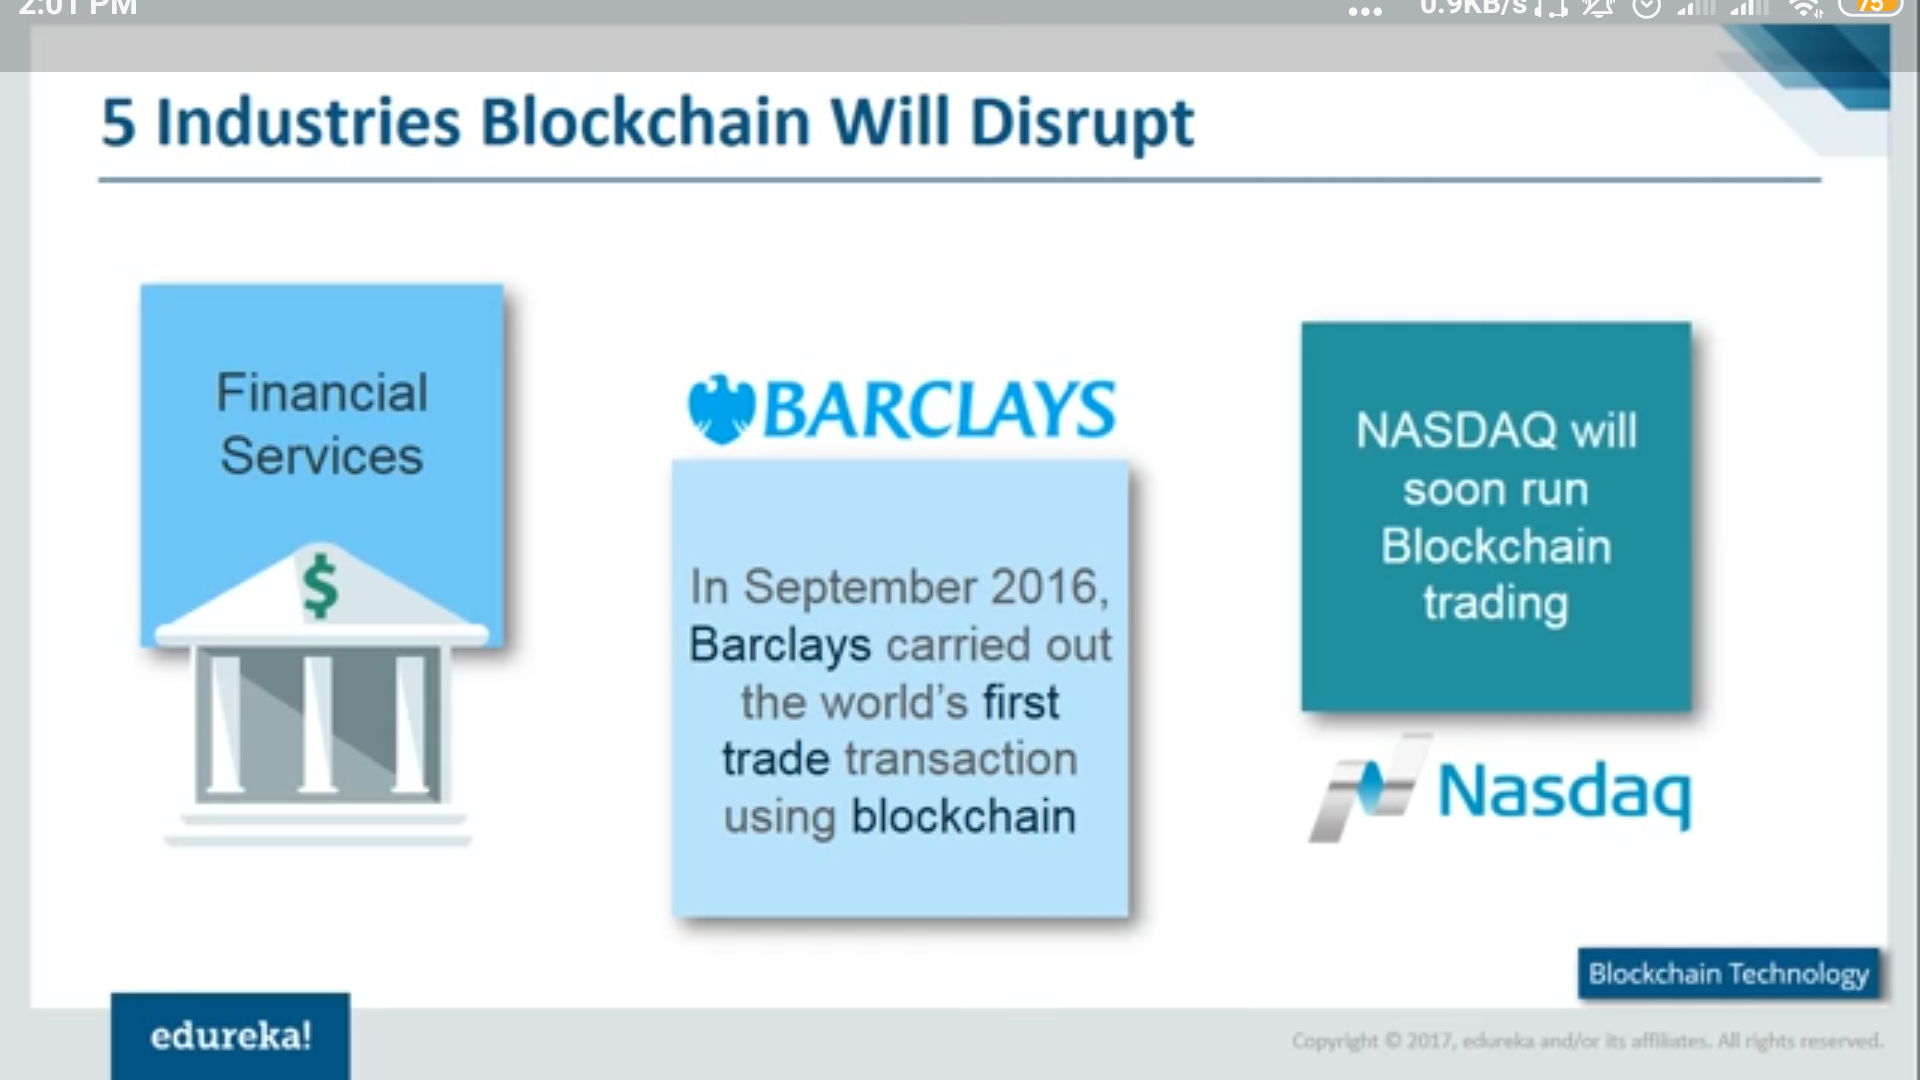 2:01 PM
... 0.9KB/s 75
5 Industries Blockchain Will Disrupt
Financial
Services
$
BARCLAYS
In September 2016,
Barclays carried out
the world's first
trade transaction
using blockchain
NASDAQ will
soon run
Blockchain
trading
Nasdaq
Blockchain Technology
edureka!
Copyright © 2017, edureka and/or its affiliates. All rights reserved.